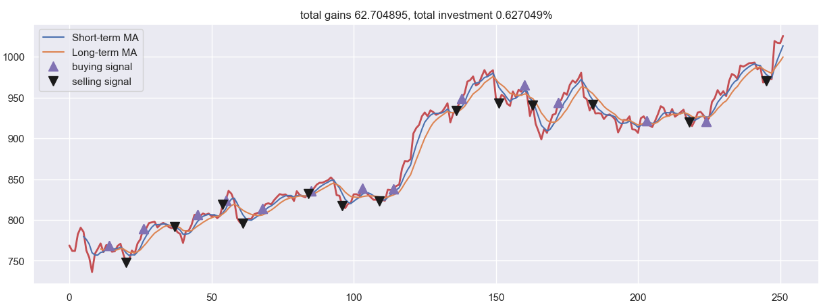 total gains 62.704895, total investment 0.627049%
Short-term MA
Long-term MA
buying signal
selling signal
1000
950
900
850
800
750
0
50
100
150
200
250